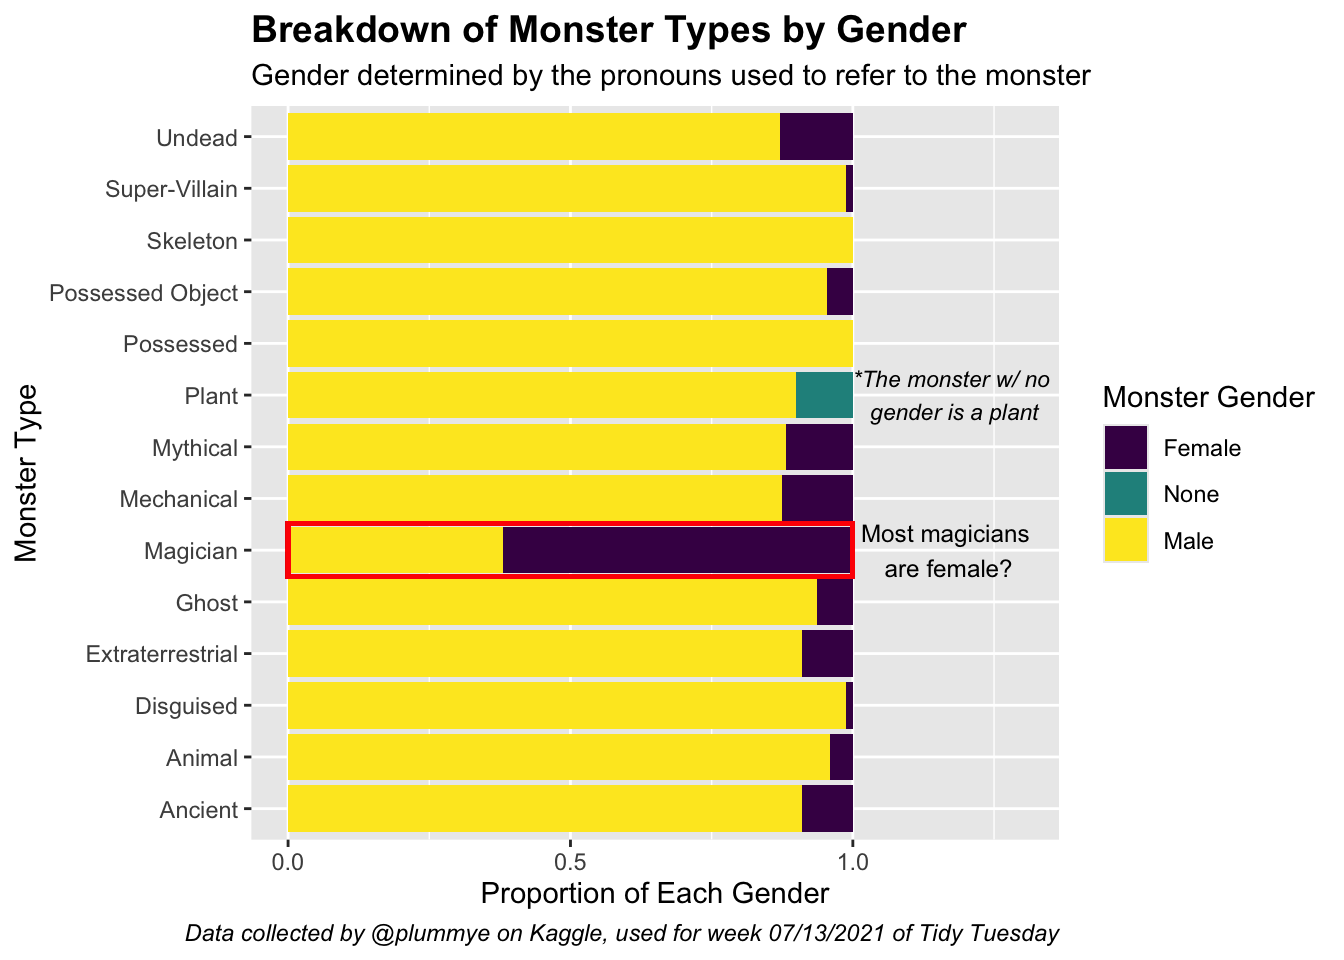 Breakdown of Monster Types by Gender
Gender determined by the pronouns used to refer to the monster
Monster Type
Undead
Super-Villain
Skeleton
Possessed Object
Possessed
Plant
Mythical
Mechanical
Magician
Ghost
Extraterrestrial
Disguised
Animal
Ancient
*The monster w/ no
gender is a plant
Most magicians
are female?
Monster Gender
Female
None
Male
0.0
0.5
1.0
Proportion of Each Gender
Data collected by @plummye on Kaggle, used for week 07/13/2021 of Tidy Tuesday